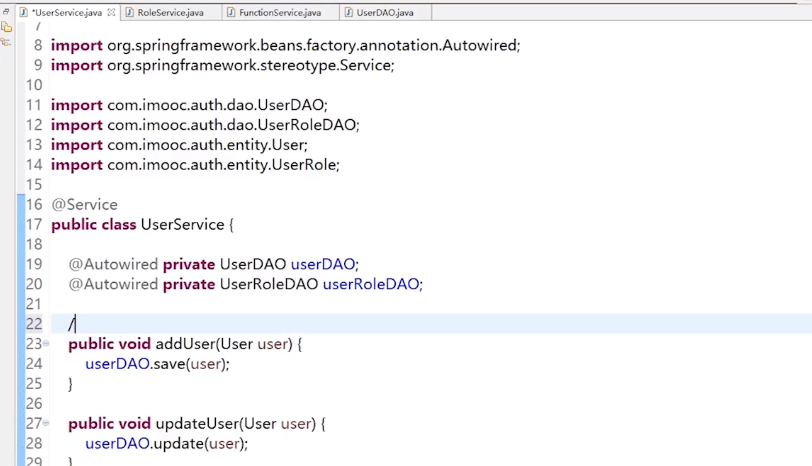 *UserService.java RoleService.java FunctionService.java UserDAO.java
7
8 import org.springframework.beans.factory.annotation.Autowired;
9 import org.springframework.stereotype.Service;
10
11 import com.imooc.auth.dao.UserDAO;
12 import com.imooc.auth.dao.UserRoleDAO;
13 import com.imooc.auth.entity.User;
14 import com.imooc.auth.entity.UserRole;
15
16 @Service
17 public class UserService {
18
19 @Autowired private UserDAO userDAO;
20 @Autowired private UserRoleDAO userRoleDAO;
21
22 /
23 public void addUser(User user) {
24 userDAO.save(user);
25 }
26
27 public void updateUser(User user) {
28 userDAO.update(user);
29 }